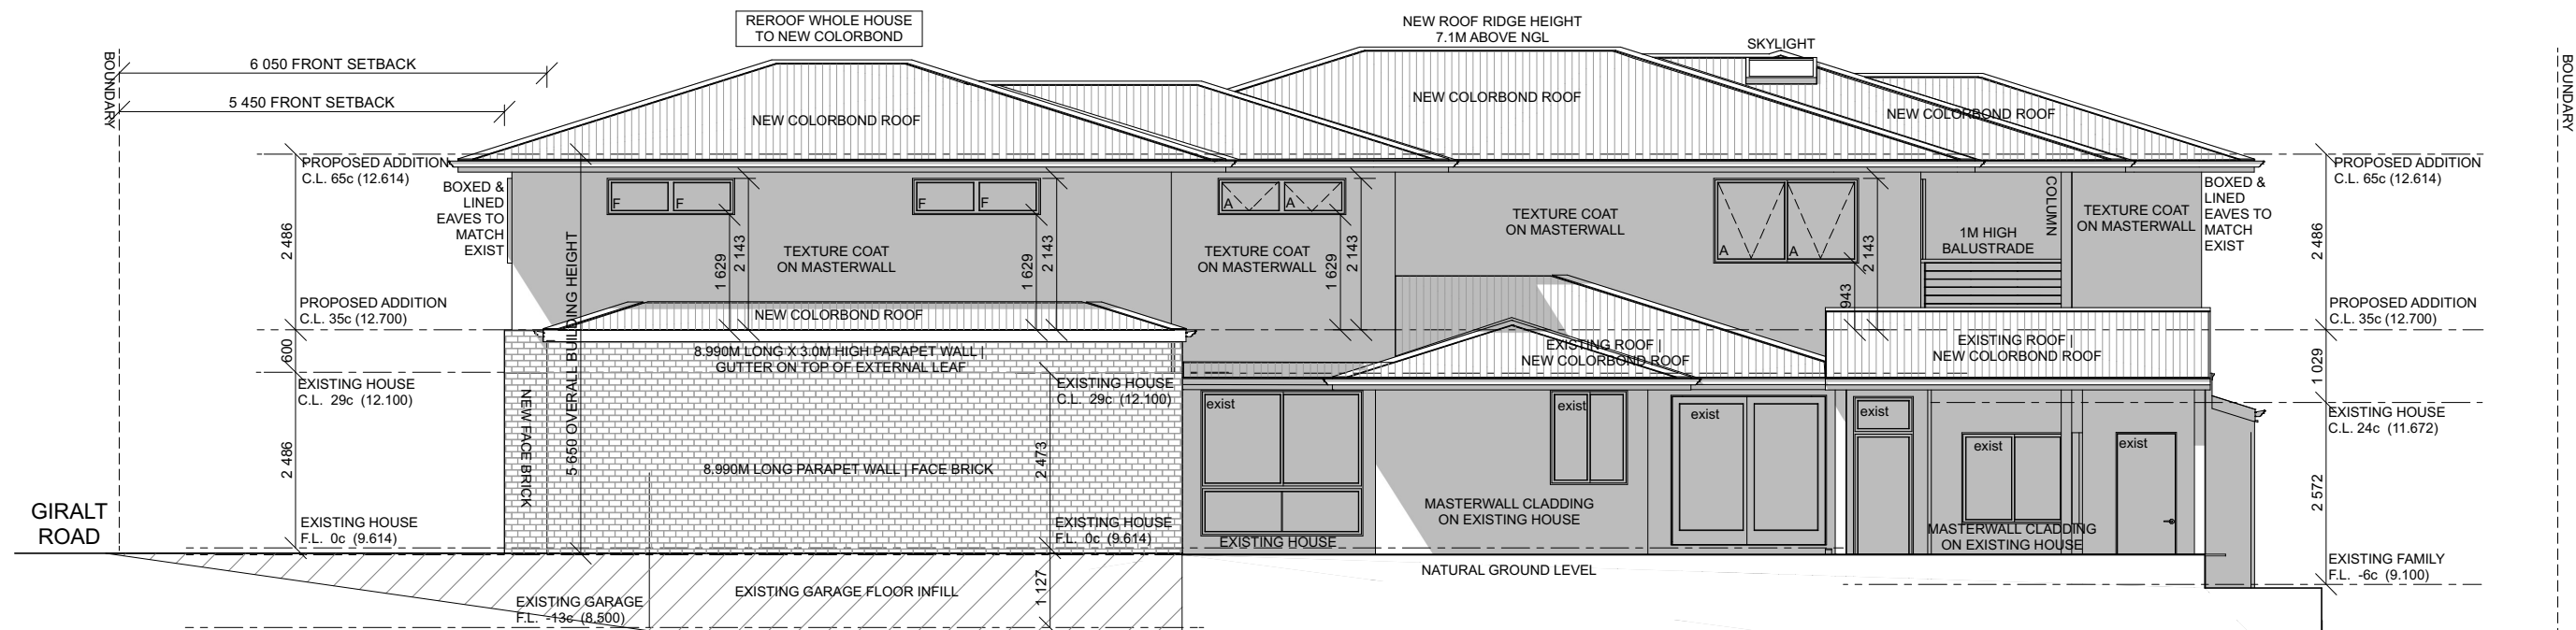 REROOF WHOLE HOUSE
TO NEW COLORBOND
NEW ROOF RIDGE HEIGHT
7.1M ABOVE NGL
SKYLIGHT
BOUNDARY
6 050 FRONT SETBACK
5 450 FRONT SETBACK
BOUNDARY
NEW COLORBOND ROOF
NEW COLORBOND ROOF
NEW COLORBOND ROOF
PROPOSED ADDITION
C.L. 65c (12.614)
BOXED &
LINED
EAVES TO
MATCH
EXIST
2 486
F
F
F
F
A
A
A
A
1 629
2 143
1 629
2 143
1 629
2 143
943
2 143
TEXTURE COAT
ON MASTERWALL
TEXTURE COAT
ON MASTERWALL
TEXTURE COAT
ON MASTERWALL
1M HIGH
BALUSTRADE
COLUMN
TEXTURE COAT
ON MASTERWALL
BOXED &
LINED
EAVES TO
MATCH
EXIST
2 486
PROPOSED ADDITION
C.L. 65c (12.614)
PROPOSED ADDITION
C.L. 35c (12.700)
5 650 OVERALL BUILDING HEIGHT
NEW COLORBOND ROOF
PROPOSED ADDITION
C.L. 35c (12.700)
600
8.990M LONG X 3.0M HIGH PARAPET WALL |
GUTTER ON TOP OF EXTERNAL LEAF
EXISTING ROOF |
NEW COLORBOND ROOF
EXISTING ROOF |
NEW COLORBOND ROOF
1 029
EXISTING HOUSE
C.L. 29c (12.100)
EXISTING HOUSE
C.L. 29c (12.100)
EXISTING HOUSE
C.L. 24c (11.672)
2 486
NEW FACE BRICK
8.990M LONG PARAPET WALL | FACE BRICK
2 473
exist
exist
exist
exist
exist
exist
2 572
MASTERWALL CLADDING
ON EXISTING HOUSE
MASTERWALL CLADDING
ON EXISTING HOUSE
GIRALT
ROAD
EXISTING HOUSE
F.L. 0c (9.614)
EXISTING HOUSE
F.L. 0c (9.614)
EXISTING HOUSE
NATURAL GROUND LEVEL
EXISTING FAMILY
F.L. -6c (9.100)
EXISTING GARAGE
F.L. -13c (8.500)
EXISTING GARAGE FLOOR INFILL
1 127